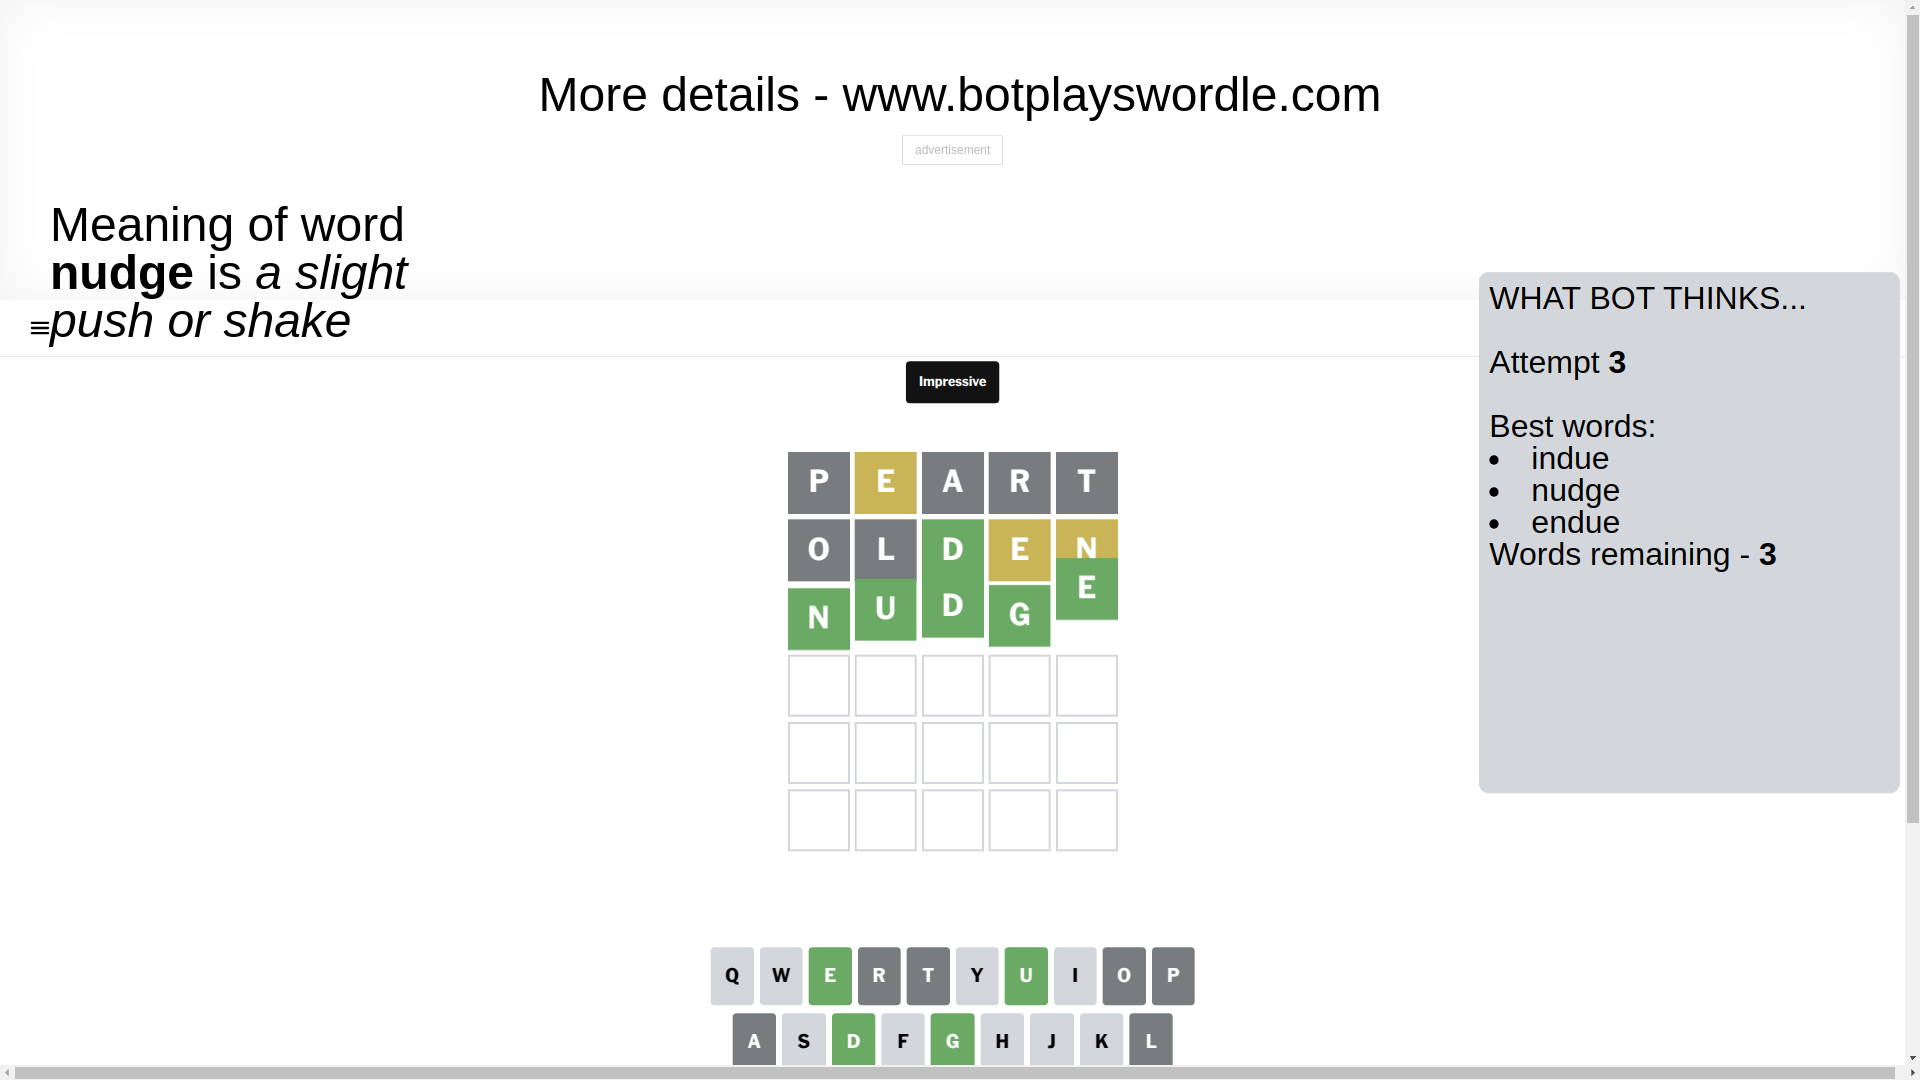 More details - www.botplayswordle.com
advertisement
Meaning of word
nudge is a slight
push or shake
Impressive
WHAT BOT THINKS...
Attempt 3
Best words:
• indue
• nudge
• endue
Words remaining - 3
P E A R T
O L D E N
N U D G E
Q W E R T Y U I O P
A S D F G H J K L